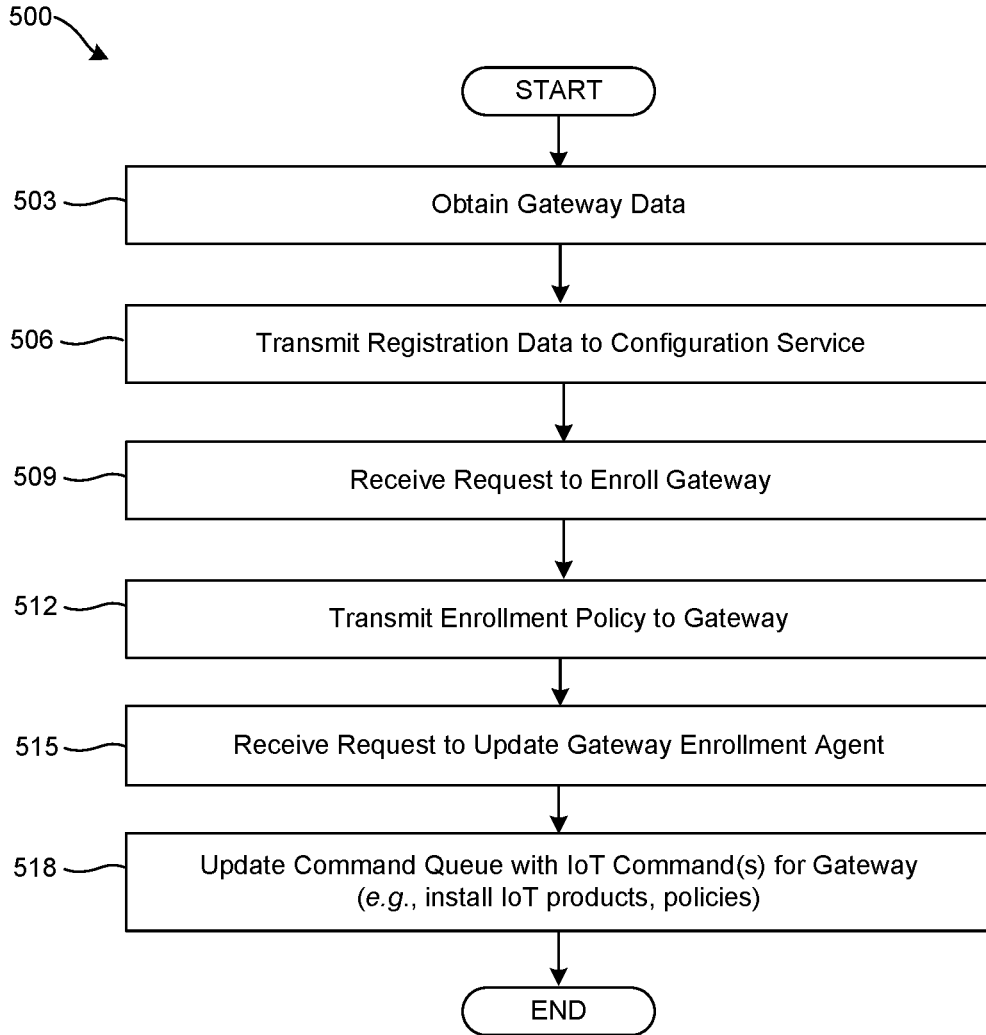 500
START
503
Obtain Gateway Data
506
Transmit Registration Data to Configuration Service
509
Receive Request to Enroll Gateway
512
Transmit Enrollment Policy to Gateway
515
Receive Request to Update Gateway Enrollment Agent
518
Update Command Queue with IoT Command(s) for Gateway
(e.g., install IoT products, policies)
END